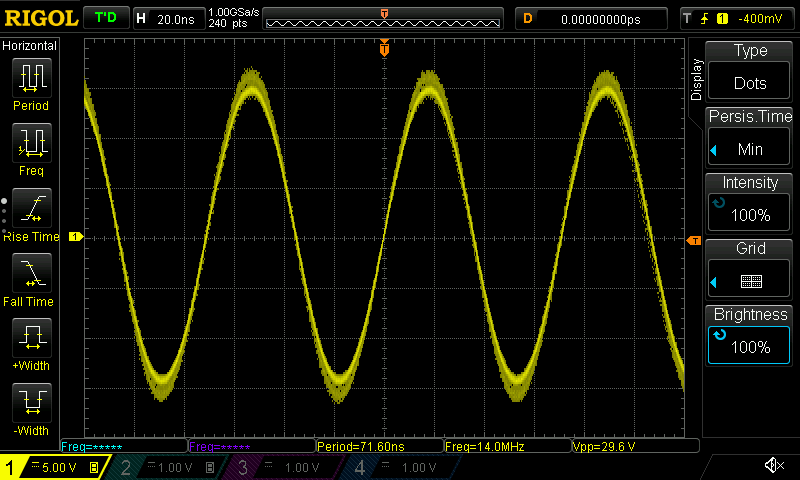 RIGOL T'D H 20.0ns 1.00GSa/s 240 pts T D 0.00000000ps T 1 -400mV
Horizontal
Period
Freq
Rise Time
Fall Time
+Width
-Width
T
1
T
Display
Type
Dots
Persis.Time
Min
Intensity
100%
Grid
Brightness
100%
Freq=***** Freq=***** Period=71.60ns Freq=14.0MHz Vpp=29.6 V
1 5.00 V B 2 1.00 V B 3 1.00 V 4 1.00 V